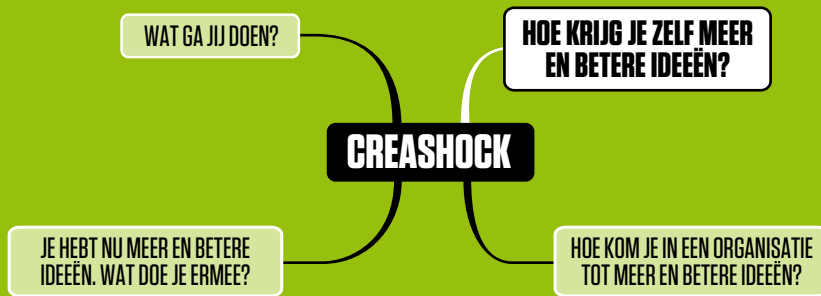 WAT GA JIJ DOEN?
HOE KRIJG JE ZELF MEER
EN BETERE IDEEËN?
CREASHOCK
JE HEBT NU MEER EN BETERE
IDEEËN. WAT DOE JE ERMEE?
HOE KOM JE IN EEN ORGANISATIE
TOT MEER EN BETERE IDEEËN?